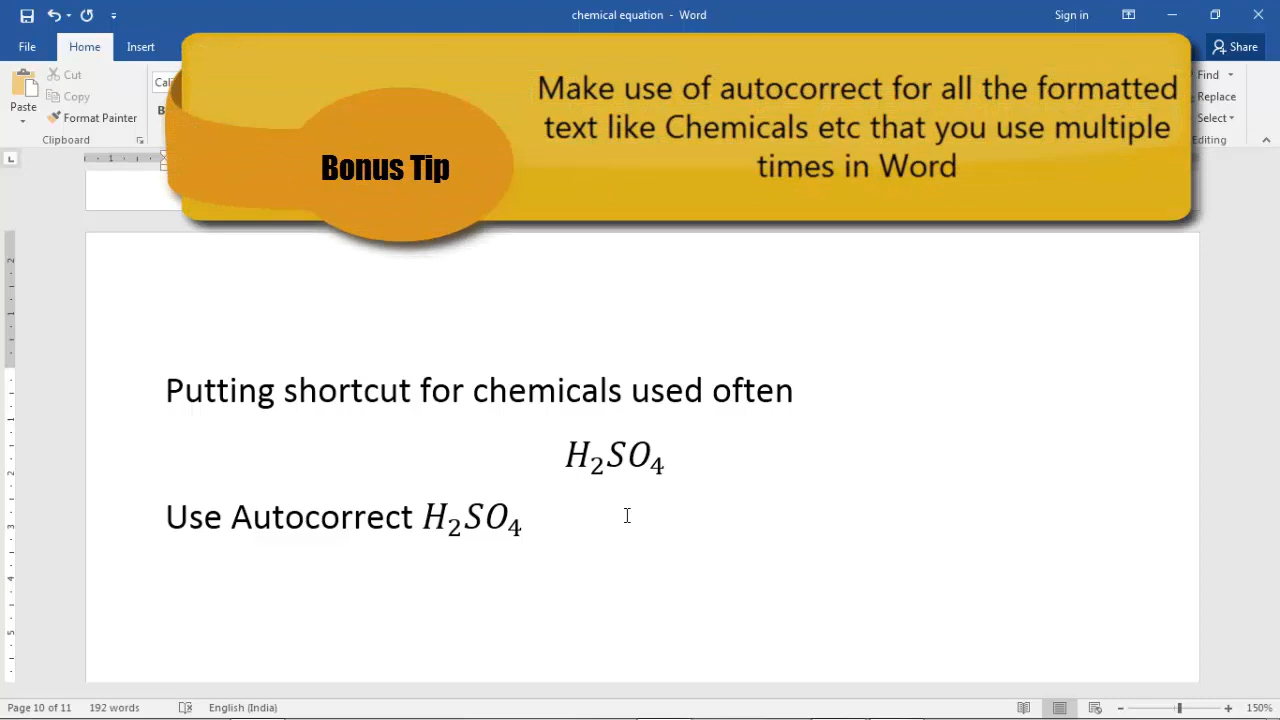 chemical equation - Word
Sign in
File Home Insert
Share
Cut
Copy
Paste
Format Painter
Clipboard
Cali
Find
Replace
Select
Editing
Bonus Tip
Make use of autocorrect for all the formatted
text like Chemicals etc that you use multiple
times in Word
Putting shortcut for chemicals used often
H₂SO₄
Use Autocorrect H₂SO₄
Page 10 of 11 192 words English (India) 150%